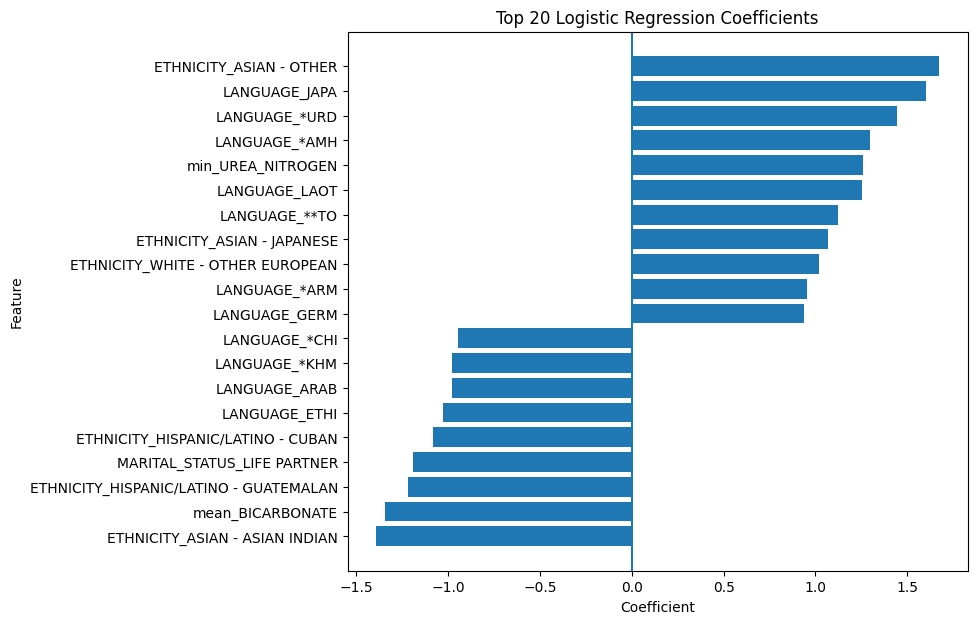 Top 20 Logistic Regression Coefficients
ETHNICITY_ASIAN - OTHER
LANGUAGE_JAPA
LANGUAGE_*URD
LANGUAGE_*AMH
min_UREA_NITROGEN
LANGUAGE_LAOT
LANGUAGE_**TO
ETHNICITY_ASIAN - JAPANESE
ETHNICITY_WHITE - OTHER EUROPEAN
LANGUAGE_*ARM
LANGUAGE_GERM
LANGUAGE_*CHI
LANGUAGE_*KHM
LANGUAGE_ARAB
LANGUAGE_ETHI
ETHNICITY_HISPANIC/LATINO - CUBAN
MARITAL_STATUS_LIFE PARTNER
ETHNICITY_HISPANIC/LATINO - GUATEMALAN
mean_BICARBONATE
ETHNICITY_ASIAN - ASIAN INDIAN
Feature
−1.5 −1.0 −0.5 0.0 0.5 1.0 1.5
Coefficient